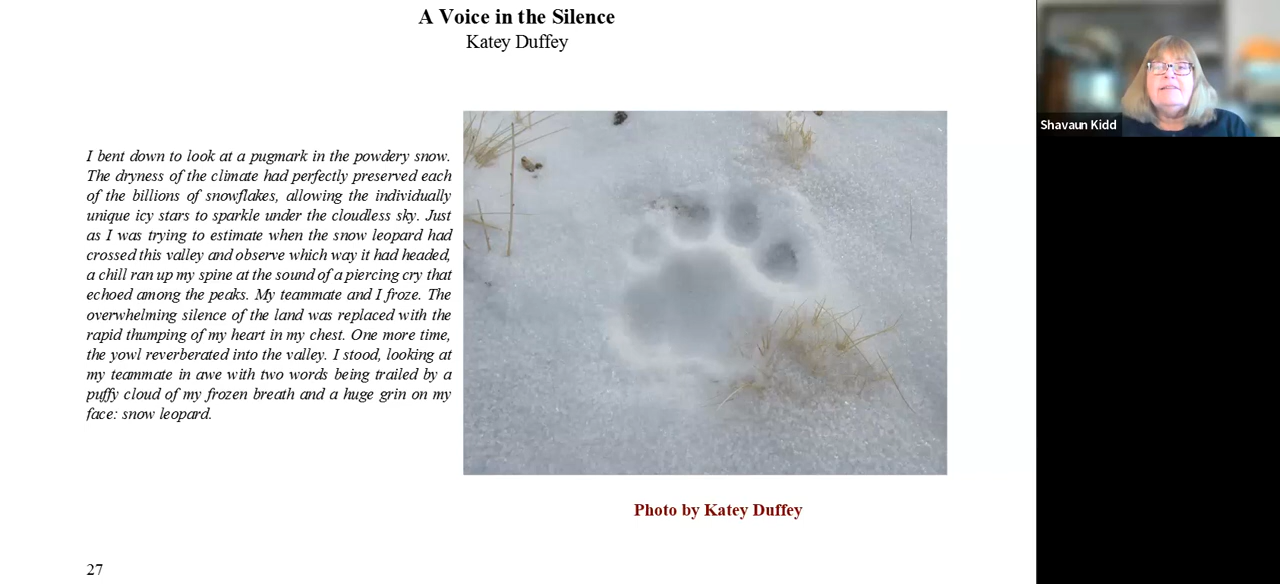 A Voice in the Silence
Katey Duffey
I bent down to look at a pugmark in the powdery snow.
The dryness of the climate had perfectly preserved each
of the billions of snowflakes, allowing the individually
unique icy stars to sparkle under the cloudless sky. Just
as I was trying to estimate when the snow leopard had
crossed this valley and observe which way it had headed,
a chill ran up my spine at the sound of a piercing cry that
echoed among the peaks. My teammate and I froze. The
overwhelming silence of the land was replaced with the
rapid thumping of my heart in my chest. One more time,
the yowl reverberated into the valley. I stood, looking at
my teammate in awe with two words being trailed by a
puffy cloud of my frozen breath and a huge grin on my
face: snow leopard.
Photo by Katey Duffey
27
Shavaun Kidd